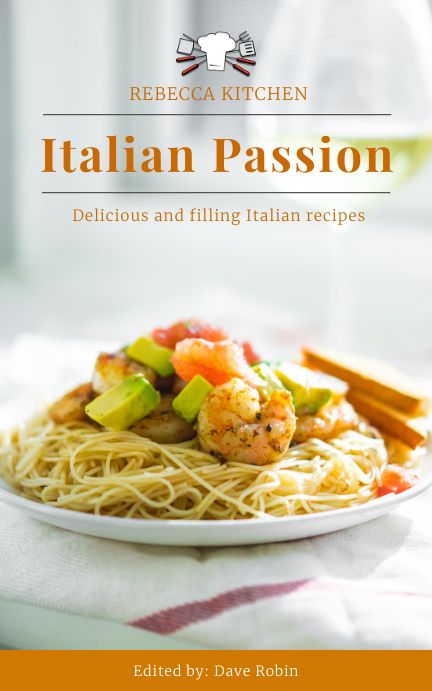 REBECCA KITCHEN
Italian Passion
Delicious and filling Italian recipes
Edited by: Dave Robin